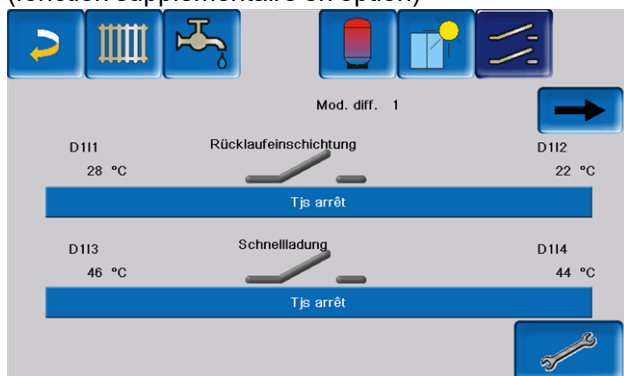 (fonction supplémentaire en option)
Mod. diff. 1
D1I1 Rücklaufeinschichtung D1I2
28 °C 22 °C
Tjs arrêt
D1I3 Schnellladung D1I4
46 °C 44 °C
Tjs arrêt